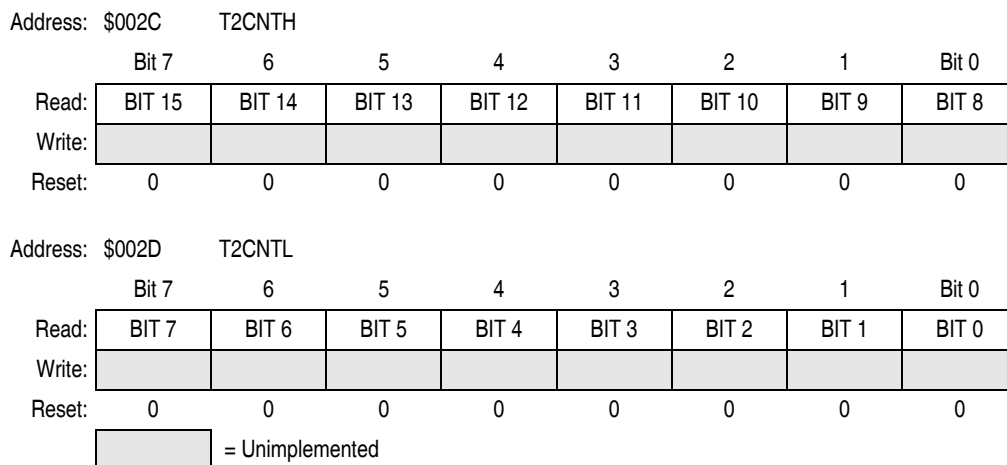 Address: $002C T2CNTH
Bit 7 6 5 4 3 2 1 Bit 0
Read: BIT 15 BIT 14 BIT 13 BIT 12 BIT 11 BIT 10 BIT 9 BIT 8
Write:
Reset: 0 0 0 0 0 0 0 0
Address: $002D T2CNTL
Bit 7 6 5 4 3 2 1 Bit 0
Read: BIT 7 BIT 6 BIT 5 BIT 4 BIT 3 BIT 2 BIT 1 BIT 0
Write:
Reset: 0 0 0 0 0 0 0 0
= Unimplemented